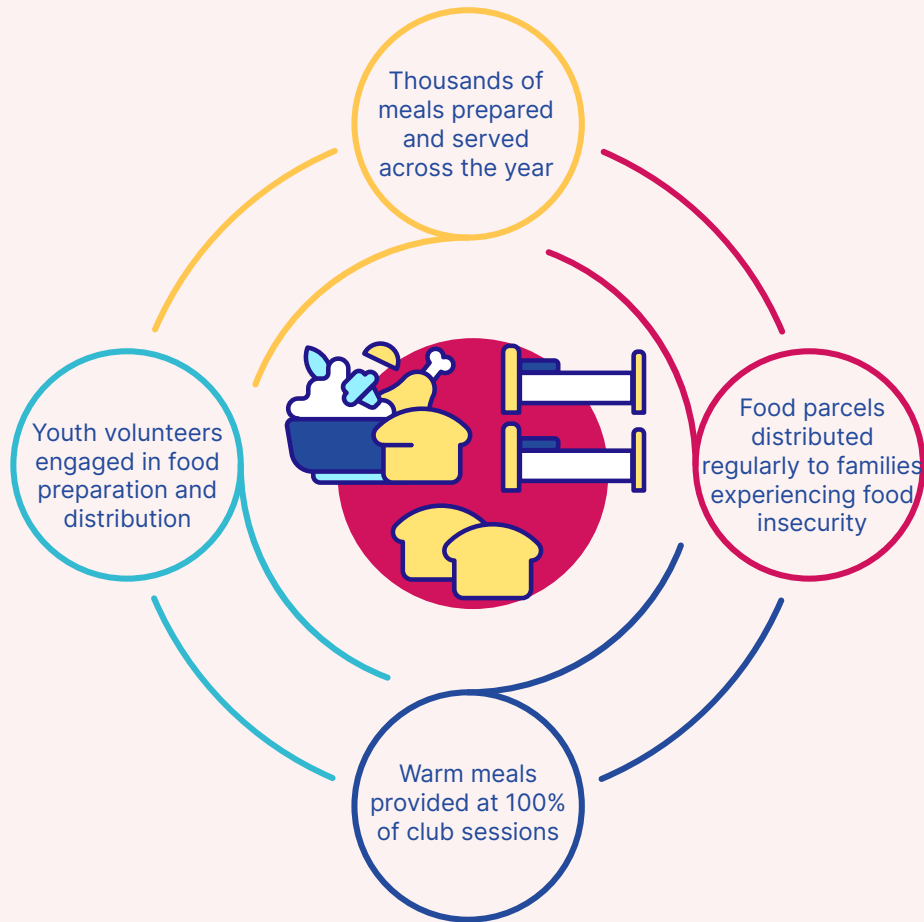 Thousands of
meals prepared
and served
across the year
Youth volunteers
engaged in food
preparation and
distribution
Food parcels
distributed
regularly to families
experiencing food
insecurity
Warm meals
provided at 100%
of club sessions